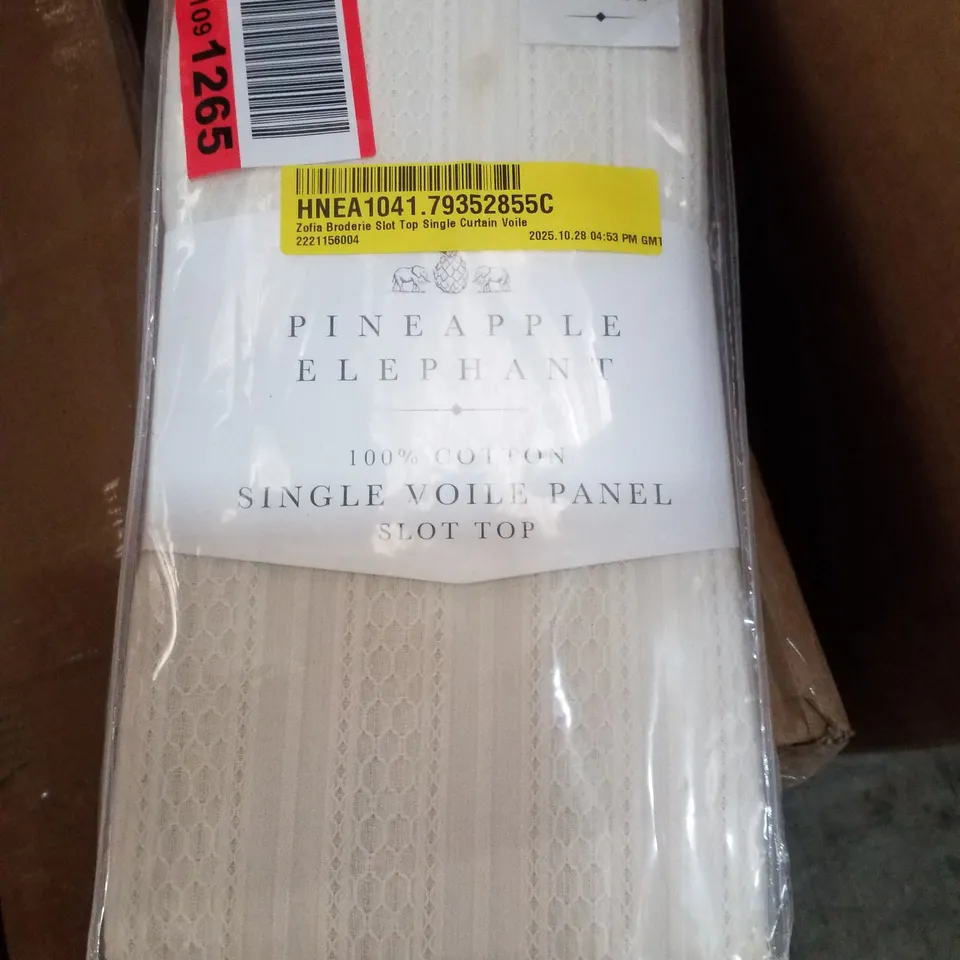 1265
HNEA1041.79352855C
Zofia Broderie Slot Top Single Curtain Voile
2221156004
2025.10.28 04:53 PM GMT
PINEAPPLE
ELEPHANT
100% COTTON
SINGLE VOILE PANEL
SLOT TOP